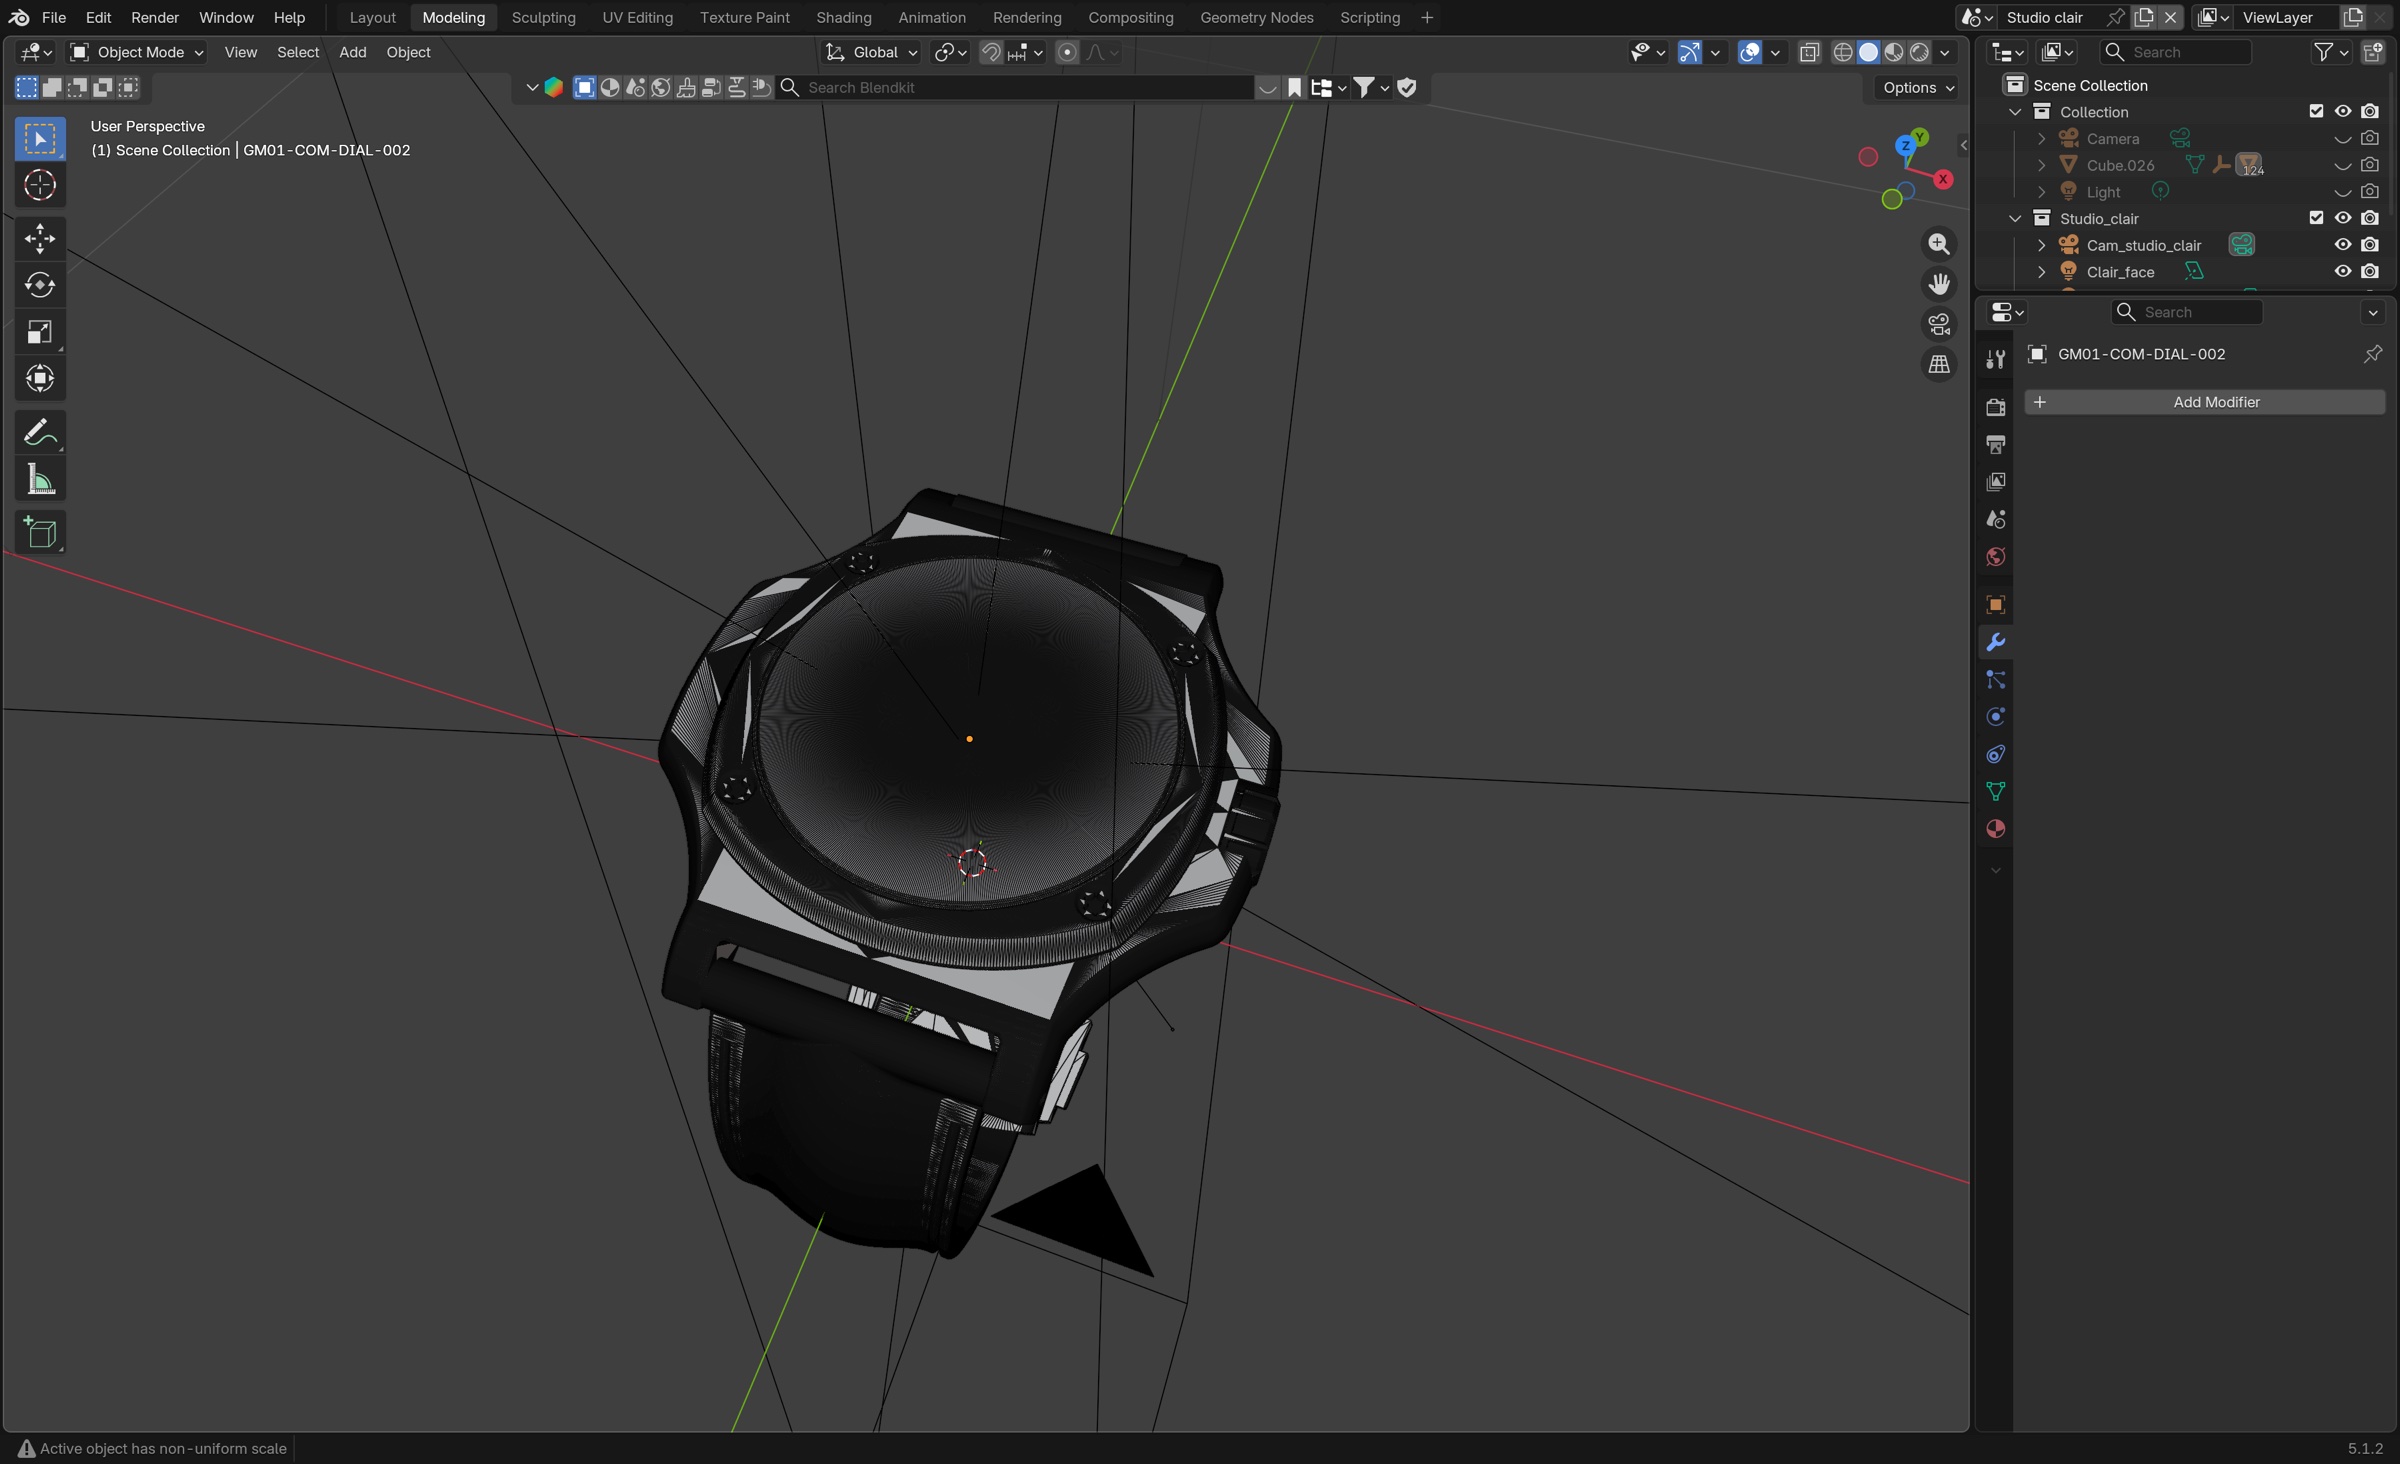 File Edit Render Window Help Layout Modeling Sculpting UV Editing Texture Paint Shading Animation Rendering Compositing Geometry Nodes Scripting + Studio clair ViewLayer
Object Mode View Select Add Object Global Search
Search Blendkit Options
User Perspective
(1) Scene Collection | GM01-COM-DIAL-002
Z Y X
Scene Collection
Collection
Camera
Cube.026 124
Light
Studio_clair
Cam_studio_clair
Clair_face
Search
GM01-COM-DIAL-002
+ Add Modifier
Active object has non-uniform scale 5.1.2